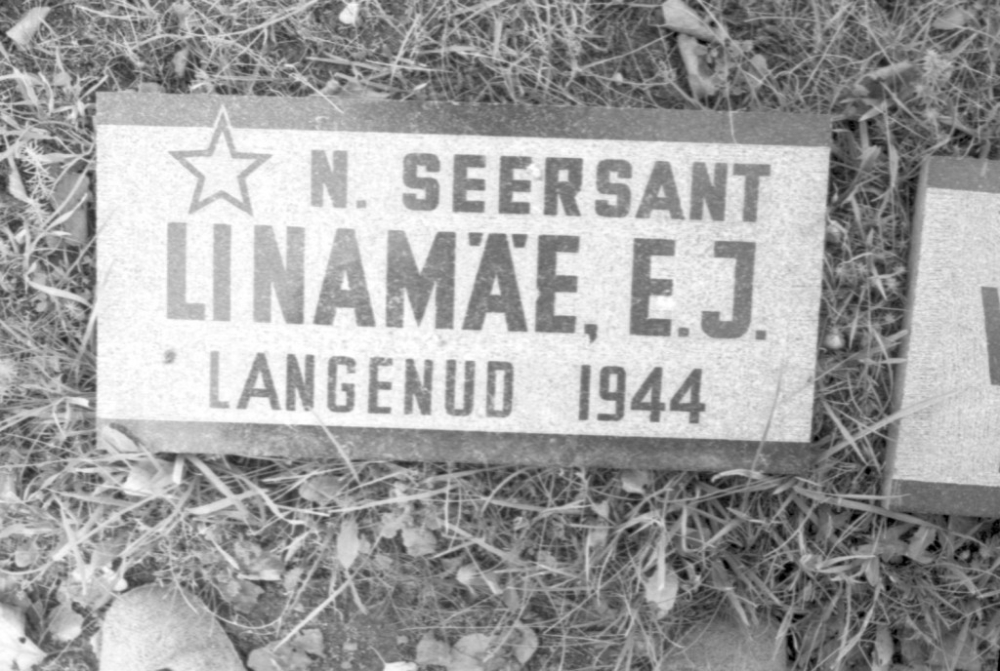 N. SEERSANT
LINAMÄE, E.J.
LANGENUD 1944